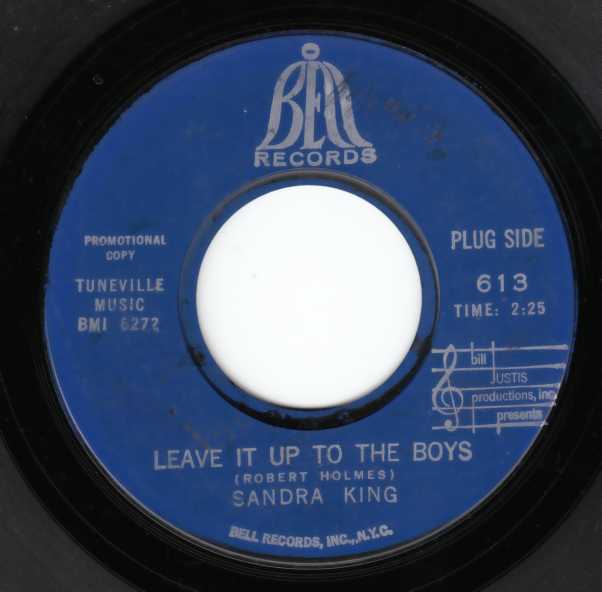 BELL
RECORDS
PROMOTIONAL
COPY
TUNEVILLE
MUSIC
BMI 6272
PLUG SIDE
613
TIME: 2:25
bill
JUSTIS
productions, inc.
presents
LEAVE IT UP TO THE BOYS
(ROBERT HOLMES)
SANDRA KING
BELL RECORDS, INC., N.Y.C.